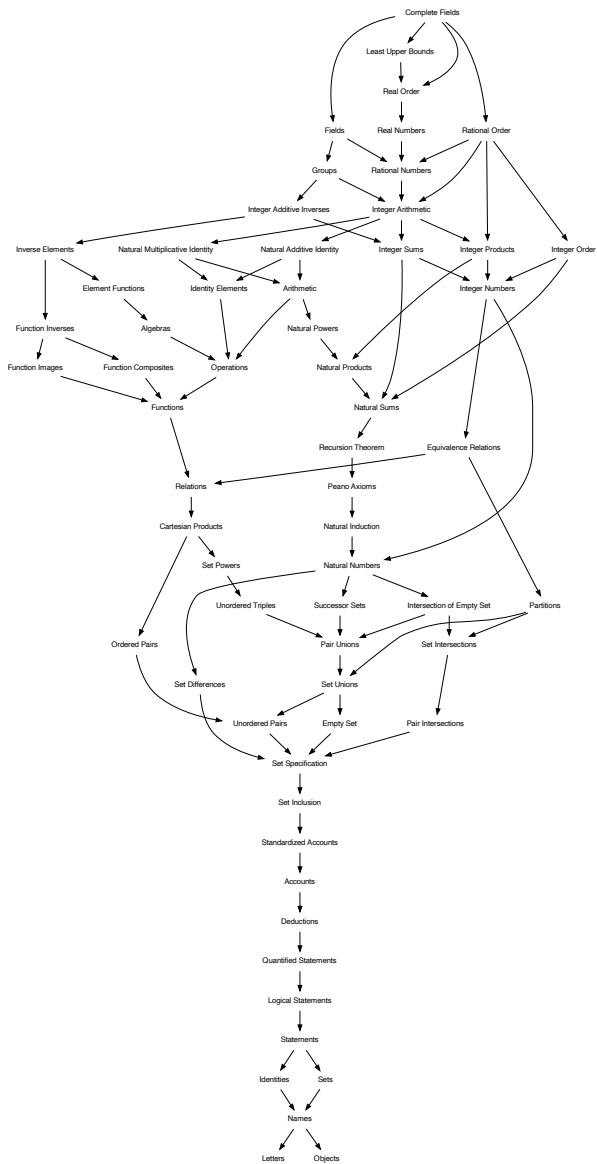 Complete Fields
Least Upper Bounds
Real Order
Fields
Real Numbers
Rational Order
Groups
Rational Numbers
Integer Additive Inverses
Integer Arithmetic
Inverse Elements
Natural Multiplicative Identity
Natural Additive Identity
Integer Sums
Integer Products
Integer Order
Element Functions
Identity Elements
Arithmetic
Integer Numbers
Function Inverses
Algebras
Natural Powers
Function Images
Function Composites
Operations
Natural Products
Functions
Natural Sums
Recursion Theorem
Equivalence Relations
Relations
Peano Axioms
Cartesian Products
Natural Induction
Set Powers
Natural Numbers
Unordered Triples
Successor Sets
Intersection of Empty Set
Partitions
Ordered Pairs
Pair Unions
Set Intersections
Set Differences
Set Unions
Unordered Pairs
Empty Set
Pair Intersections
Set Specification
Set Inclusion
Standardized Accounts
Accounts
Deductions
Quantified Statements
Logical Statements
Statements
Identities
Sets
Names
Letters
Objects